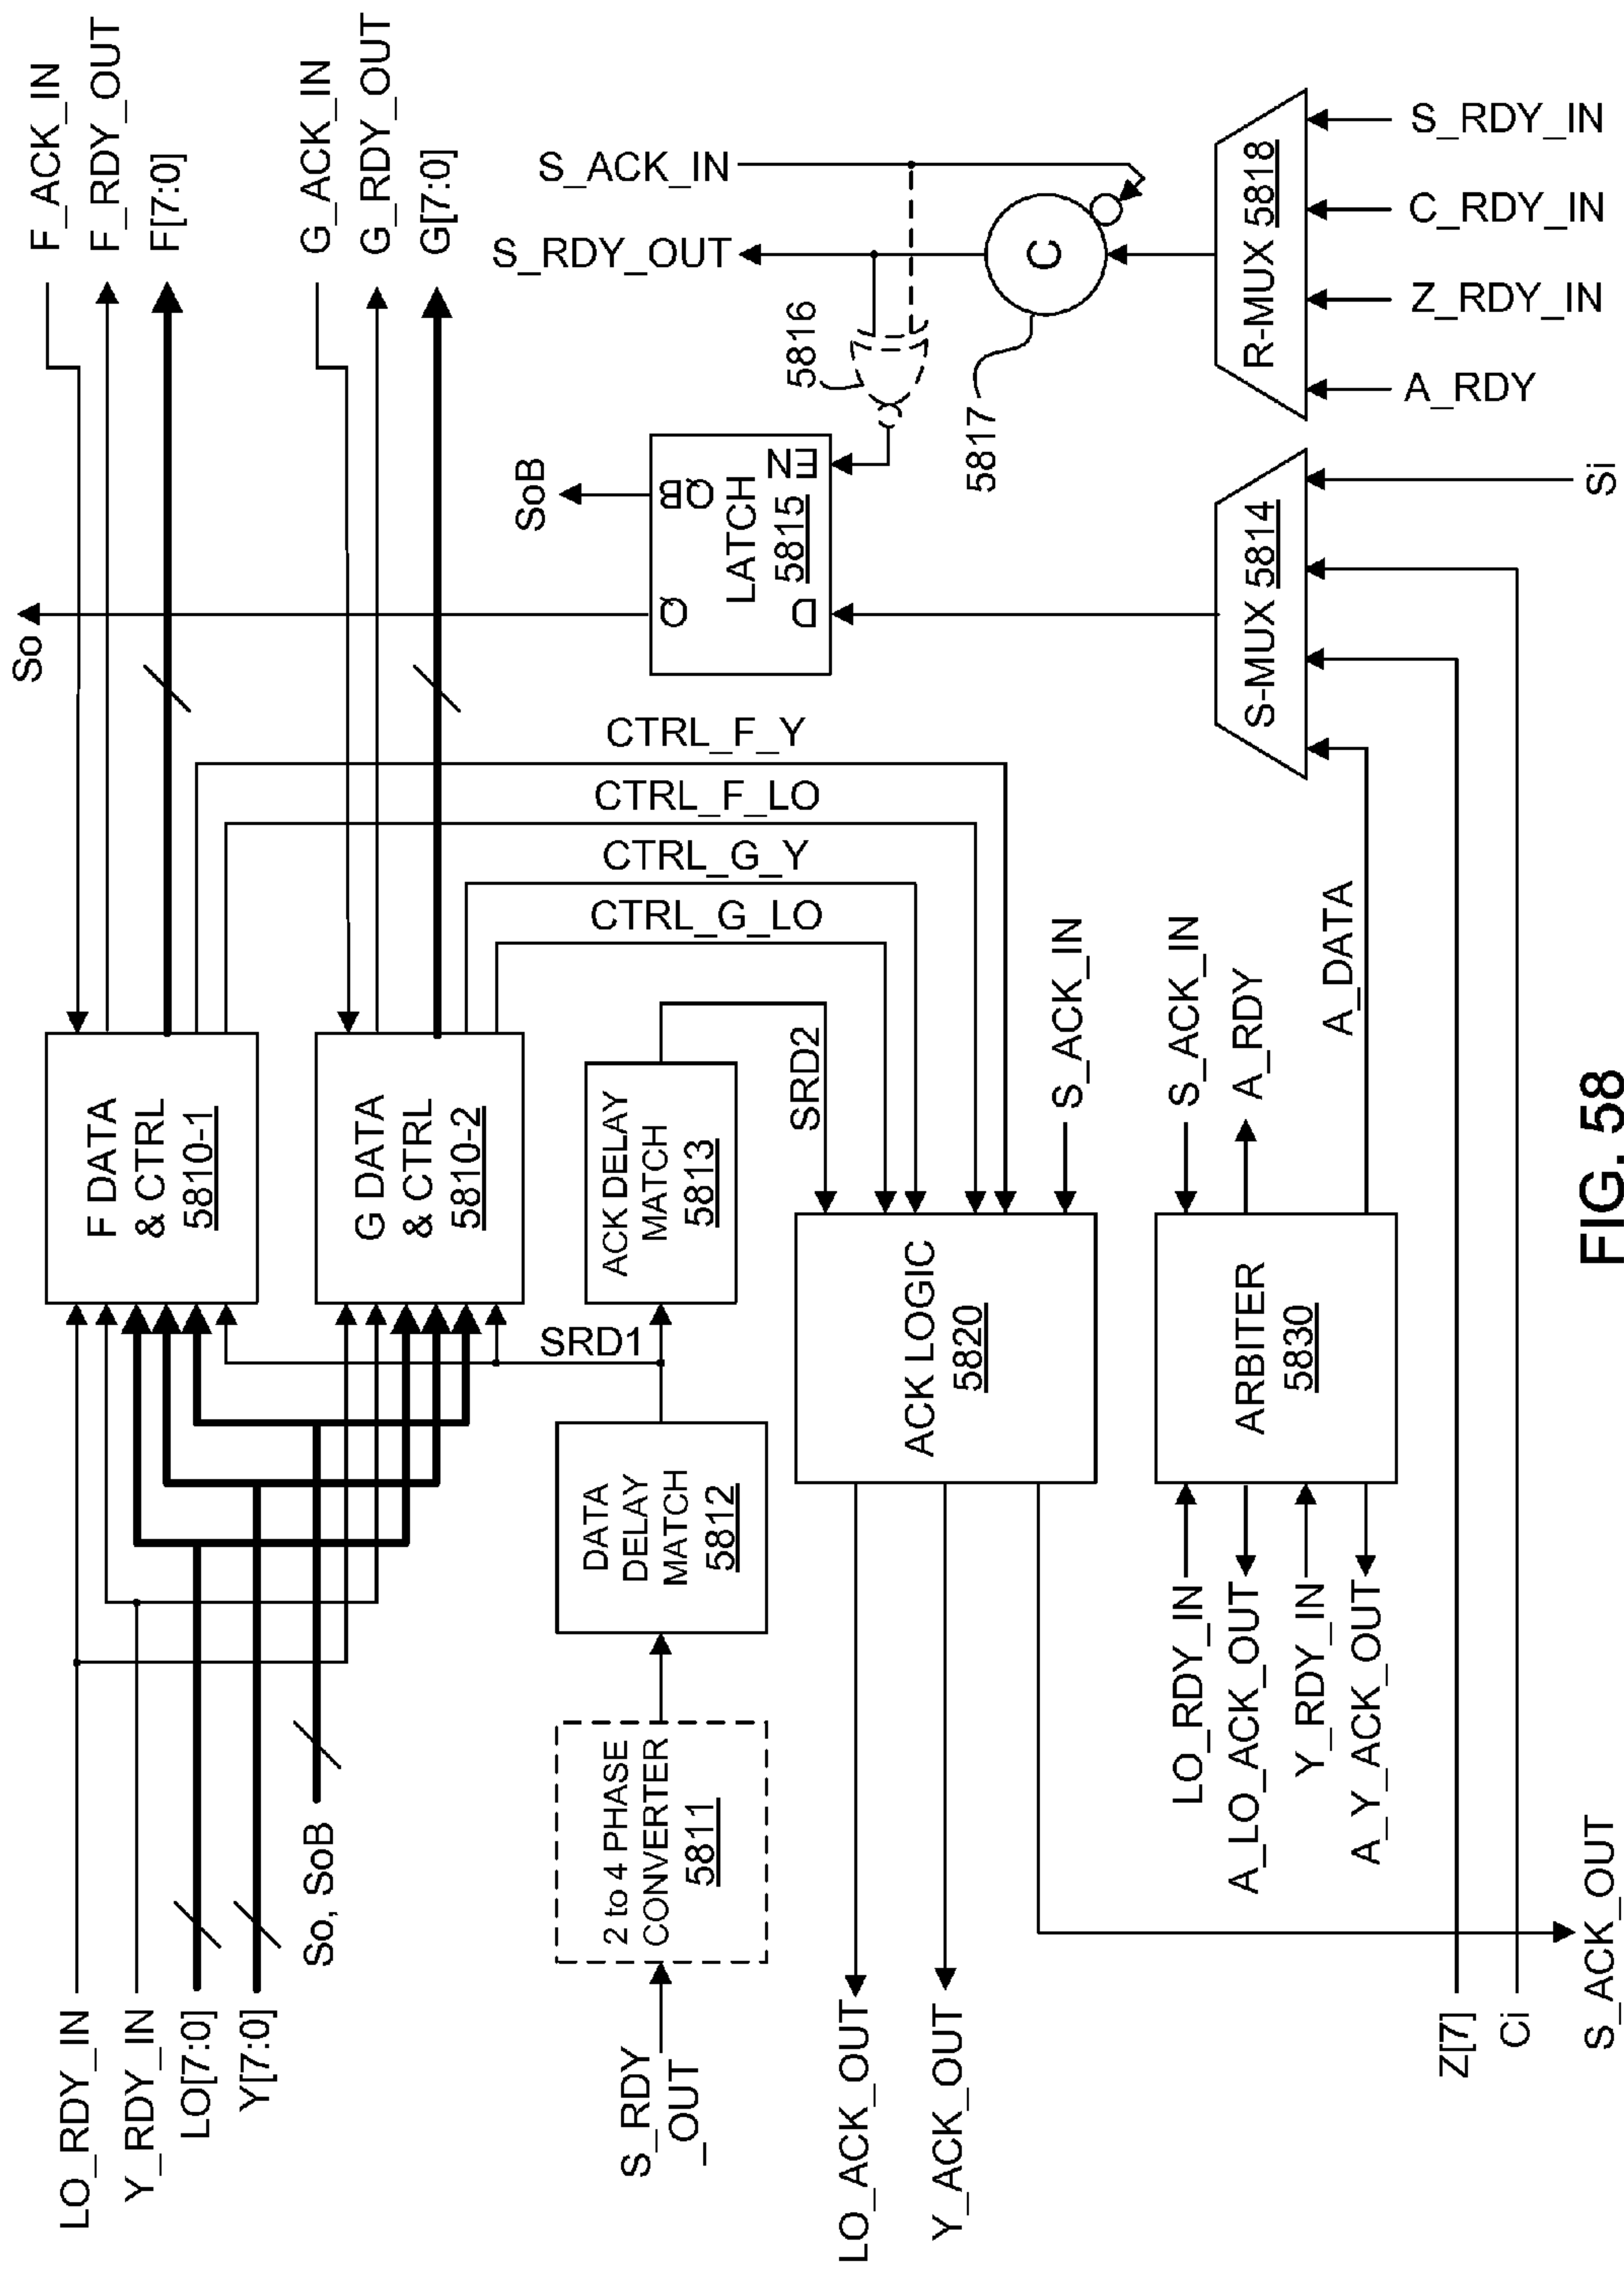 F_ACK_IN
F_RDY_OUT
F[7:0]
G_ACK_IN
G_RDY_OUT
G[7:0]
So
SoB
S_ACK_IN
S_RDY_OUT
Q
QB
LATCH
5815
D
EN
5816
5817
C
S-MUX 5814
R-MUX 5818
A_RDY
Z_RDY_IN
C_RDY_IN
S_RDY_IN
Si
CTRL_F_Y
CTRL_F_LO
CTRL_G_Y
CTRL_G_LO
F DATA
& CTRL
5810-1
G DATA
& CTRL
5810-2
ACK DELAY
MATCH
5813
SRD1
SRD2
S_ACK_IN
S_ACK_IN
A_RDY
A_DATA
DATA
DELAY
MATCH
5812
ACK LOGIC
5820
ARBITER
5830
2 to 4 PHASE
CONVERTER
5811
So, SoB
LO_RDY_IN
Y_RDY_IN
LO[7:0]
Y[7:0]
S_RDY
_OUT
LO_ACK_OUT
Y_ACK_OUT
LO_RDY_IN
A_LO_ACK_OUT
Y_RDY_IN
A_Y_ACK_OUT
Z[7]
Ci
S_ACK_OUT
FIG. 58